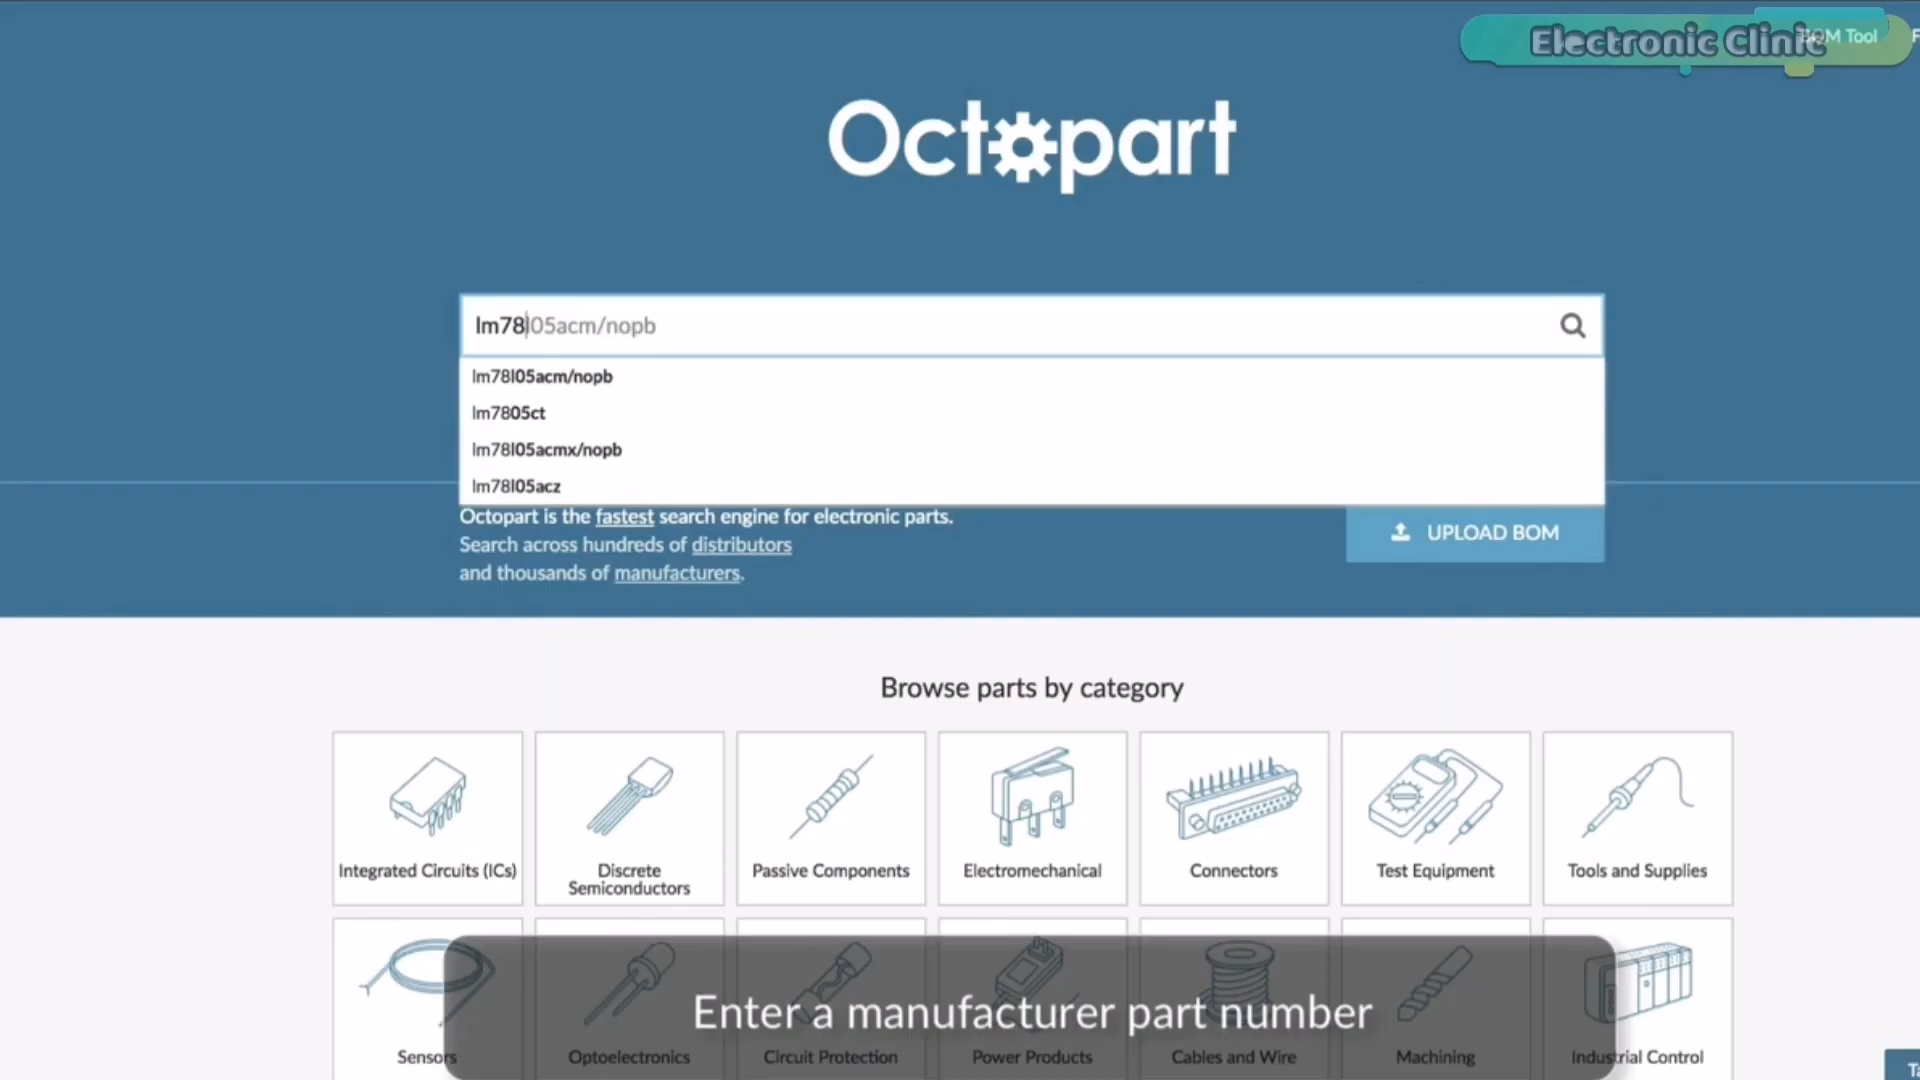 Electronic Clinic
BOM Tool
Octopart
lm78l05acm/nopb
lm78l05acm/nopb
lm7805ct
lm78l05acmx/nopb
lm78l05acz
Octopart is the fastest search engine for electronic parts.
Search across hundreds of distributors
and thousands of manufacturers.
UPLOAD BOM
Browse parts by category
Integrated Circuits (ICs)
Discrete
Semiconductors
Passive Components
Electromechanical
Connectors
Test Equipment
Tools and Supplies
Enter a manufacturer part number
Sensors
Optoelectronics
Circuit Protection
Power Products
Cables and Wire
Machining
Industrial Control